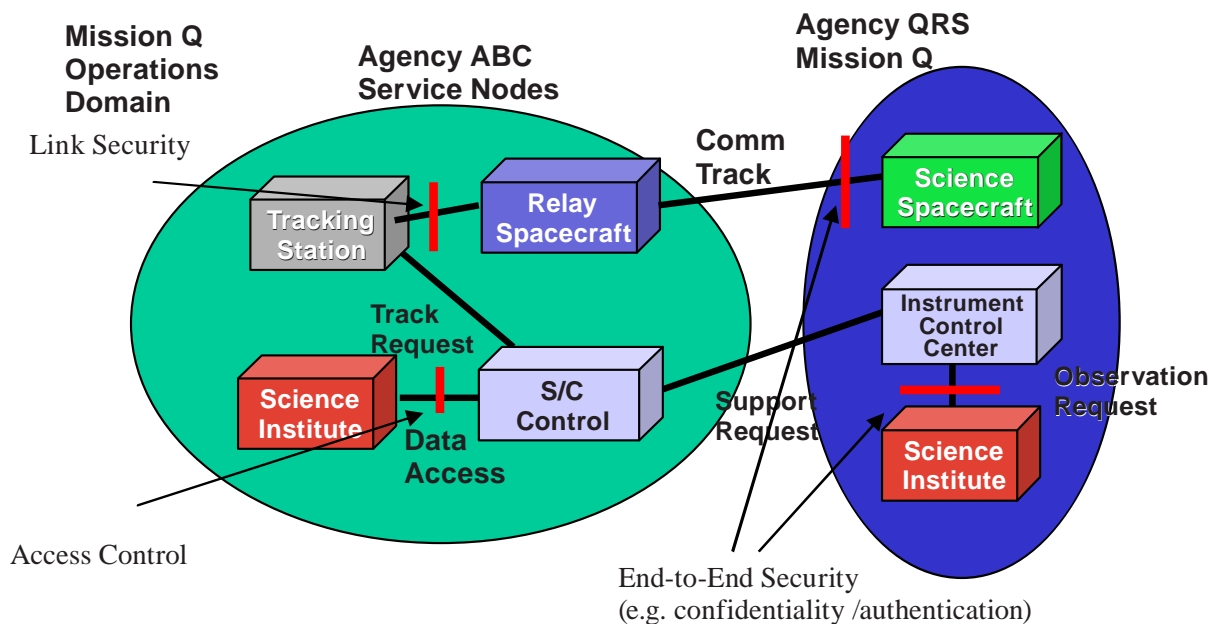 Mission Q
Operations
Domain
Link Security
Agency ABC
Service Nodes
Agency QRS
Mission Q
Comm
Track
Tracking
Station
Relay
Spacecraft
Science
Spacecraft
Track
Request
Science
Institute
S/C
Control
Data
Access
Instrument
Control
Center
Support
Request
Observation
Request
Science
Institute
Access Control
End-to-End Security
(e.g. confidentiality /authentication)